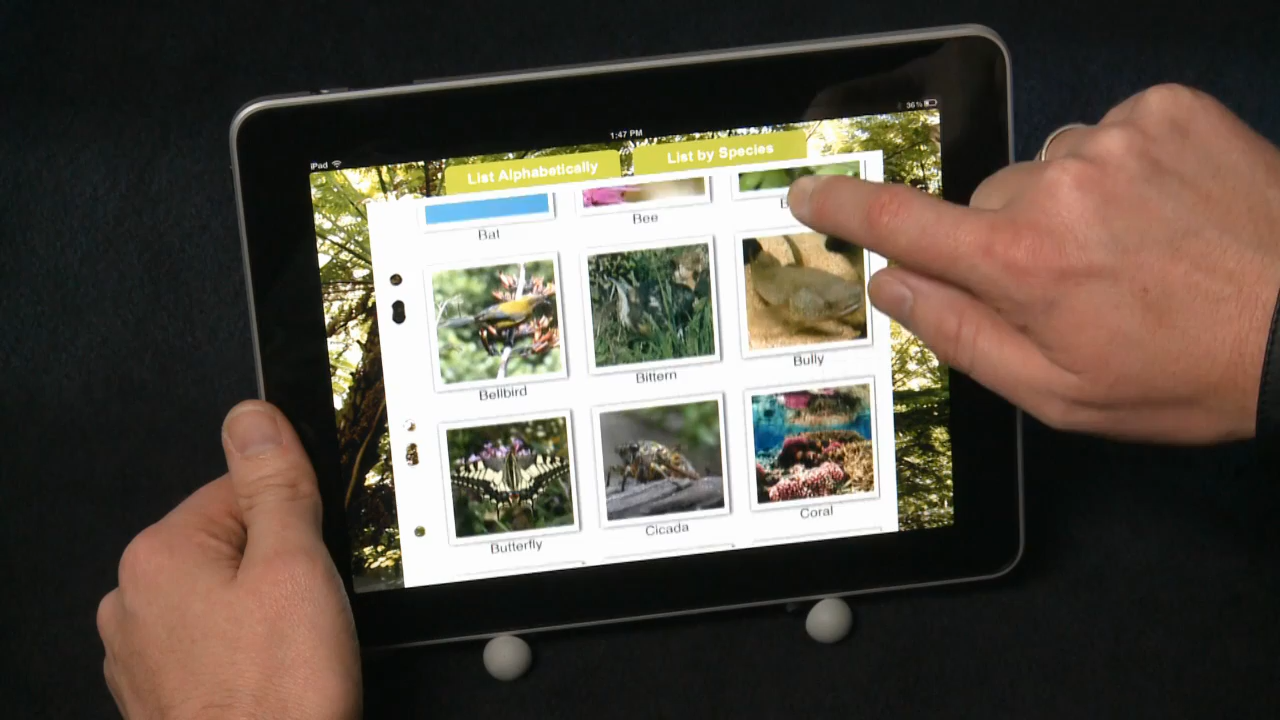 iPad
1:47 PM
36%
List Alphabetically
List by Species
Bat
Bee
Bellbird
Bittern
Bully
Butterfly
Cicada
Coral